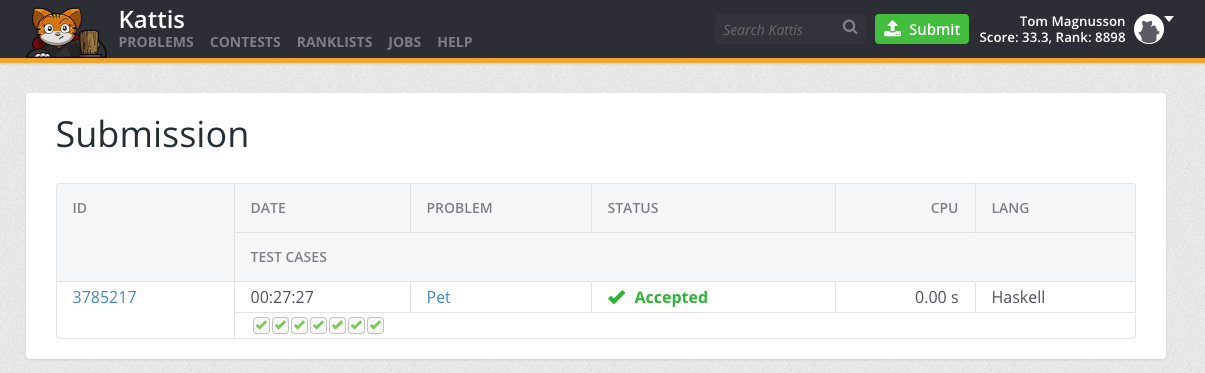 Kattis
PROBLEMS CONTESTS RANKLISTS JOBS HELP
Search Kattis
Submit
Tom Magnusson
Score: 33.3, Rank: 8898
Submission
ID DATE PROBLEM STATUS CPU LANG
TEST CASES
3785217 00:27:27 Pet Accepted 0.00 s Haskell